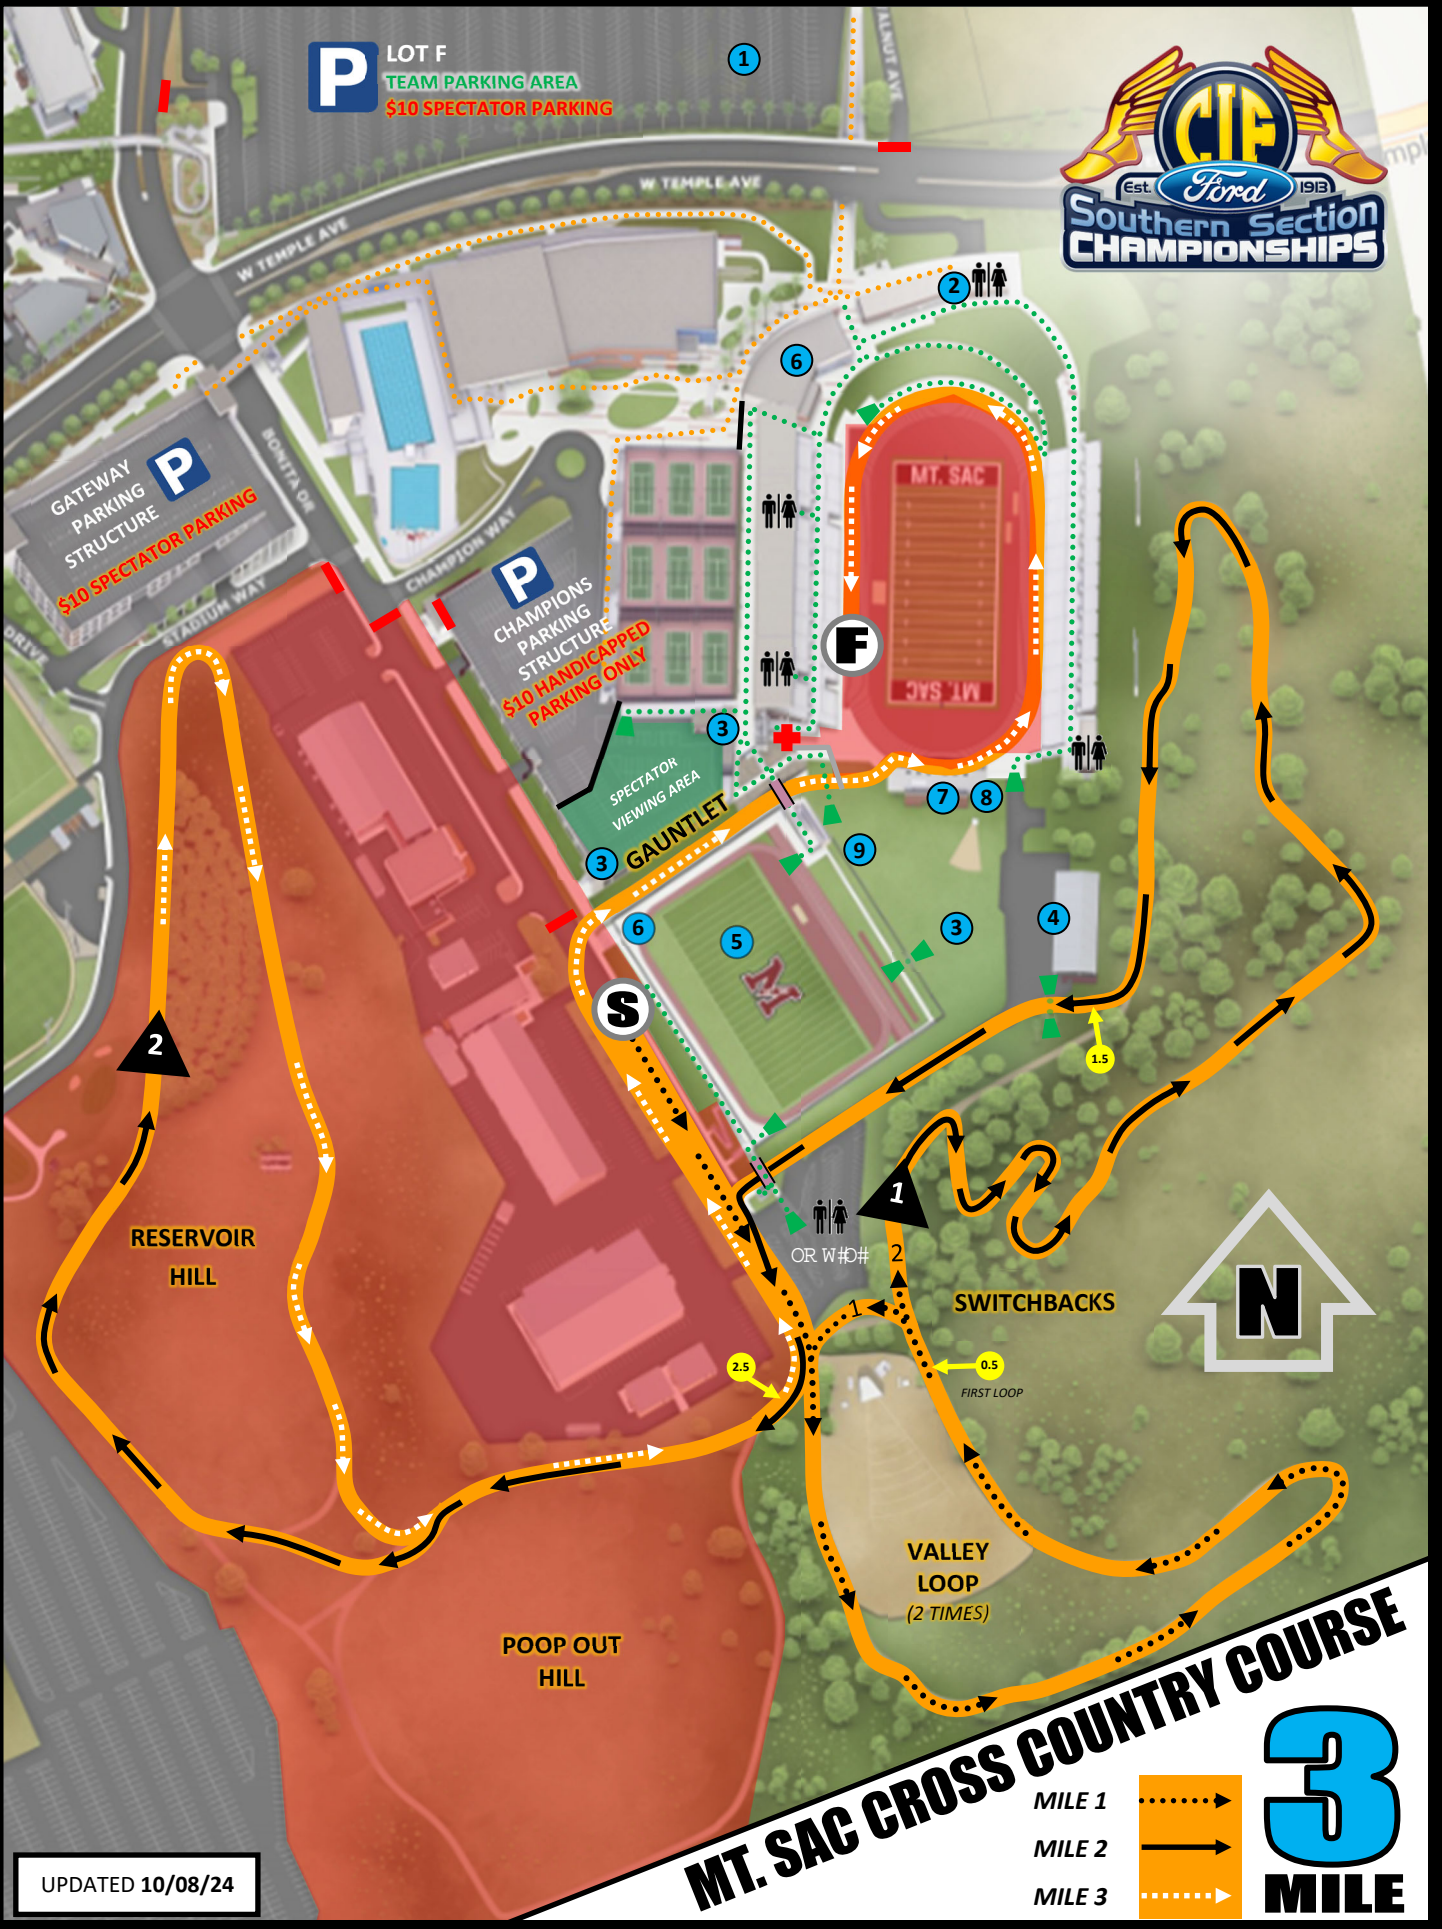 LOT F
TEAM PARKING AREA
$10 SPECTATOR PARKING
1
WALNUT AVE
CIF
Est.
Ford
1913
Southern Section
CHAMPIONSHIPS
W TEMPLE AVE
W TEMPLE AVE
P
2
6
GATEWAY
PARKING
STRUCTURE
P
$10 SPECTATOR PARKING
BONITA DR
CHAMPION WAY
STADIUM WAY
DRIVE
P
CHAMPIONS
PARKING
STRUCTURE
$10 HANDICAPPED
PARKING ONLY
MT. SAC
MT. SAC
F
3
SPECTATOR
VIEWING AREA
GAUNTLET
7
8
9
3
6
5
M
3
4
S
1.5
2
1
RESERVOIR
HILL
OR W#O#
2
1
SWITCHBACKS
N
2.5
0.5
FIRST LOOP
VALLEY
LOOP
(2 TIMES)
POOP OUT
HILL
MT. SAC CROSS COUNTRY COURSE
MILE 1
MILE 2
MILE 3
3
MILE
UPDATED 10/08/24